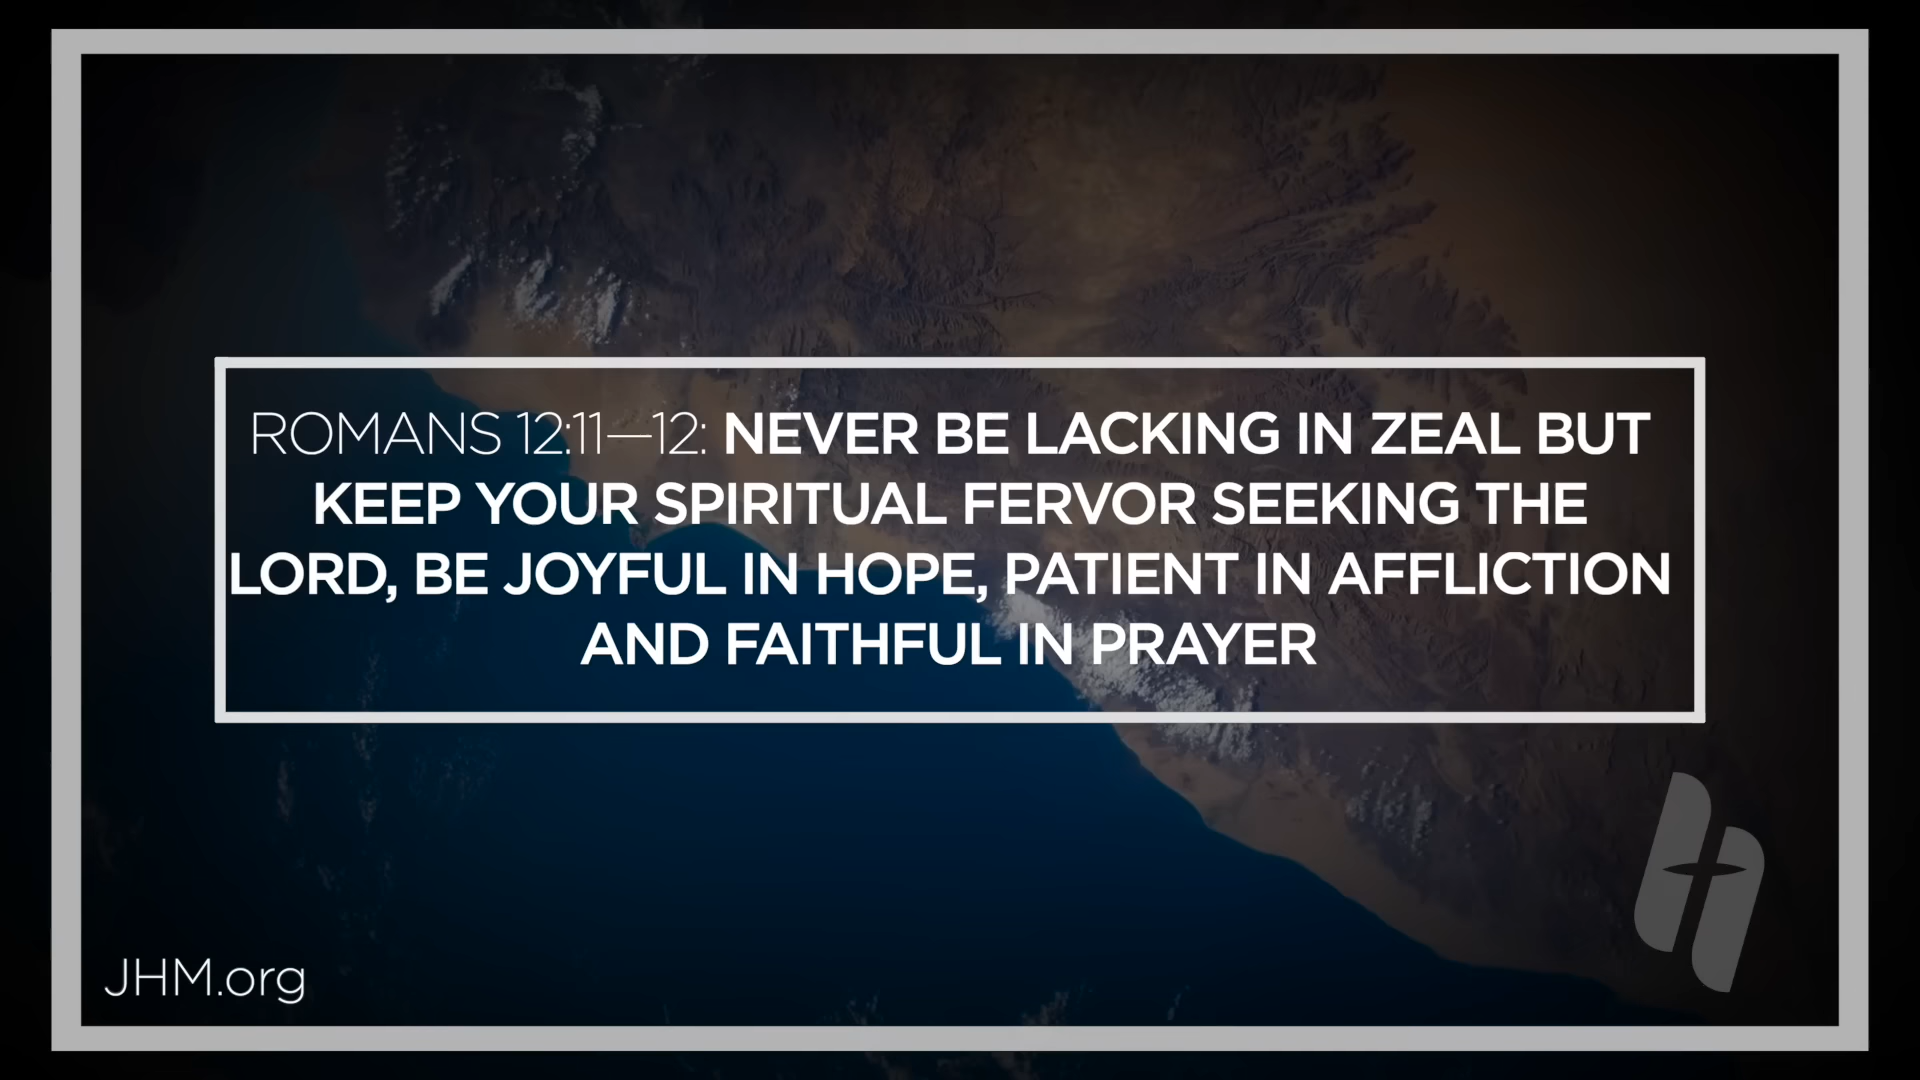 ROMANS 12:11—12: NEVER BE LACKING IN ZEAL BUT
KEEP YOUR SPIRITUAL FERVOR SEEKING THE
LORD, BE JOYFUL IN HOPE, PATIENT IN AFFLICTION
AND FAITHFUL IN PRAYER
JHM.org